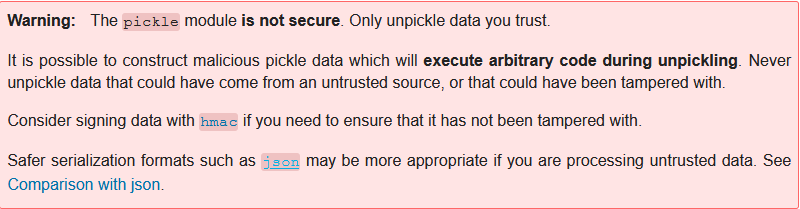 Warning: The pickle module is not secure. Only unpickle data you trust.
It is possible to construct malicious pickle data which will execute arbitrary code during unpickling. Never
unpickle data that could have come from an untrusted source, or that could have been tampered with.
Consider signing data with hmac if you need to ensure that it has not been tampered with.
Safer serialization formats such as json may be more appropriate if you are processing untrusted data. See
Comparison with json.